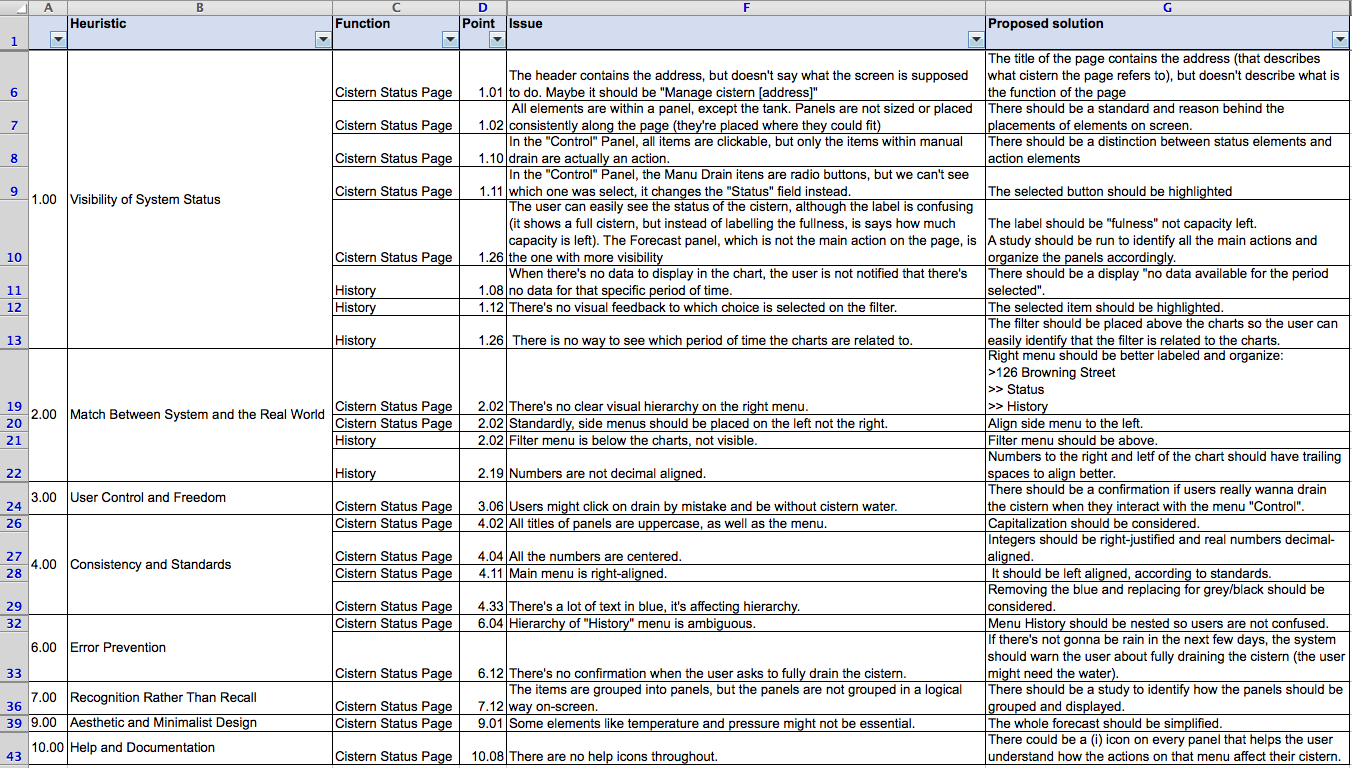 A B C D F G
1 Heuristic Function Point Issue Proposed solution
The title of the page contains the address (that describes
The header contains the address, but doesn't say what the screen is supposed what cistern the page refers to), but doesn't describe what is
6 Cistern Status Page 1.01 to do. Maybe it should be "Manage cistern [address]" the function of the page
All elements are within a panel, except the tank. Panels are not sized or placed There should be a standard and reason behind the
7 Cistern Status Page 1.02 consistently along the page (they're placed where they could fit) placements of elements on screen.
In the "Control" Panel, all items are clickable, but only the items within manual There should be a distinction between status elements and
8 Cistern Status Page 1.10 drain are actually an action. action elements
In the "Control" Panel, the Manu Drain itens are radio buttons, but we can't see
9 Cistern Status Page 1.11 which one was select, it changes the "Status" field instead. The selected button should be highlighted
1.00 Visibility of System Status
The user can easily see the status of the cistern, although the label is confusing
(it shows a full cistern, but instead of labelling the fullness, is says how much The label should be "fulness" not capacity left.
capacity is left). The Forecast panel, which is not the main action on the page, is A study should be run to identify all the main actions and
10 Cistern Status Page 1.26 the one with more visibility organize the panels accordingly.
When there's no data to display in the chart, the user is not notified that there's There should be a display "no data available for the period
11 History 1.08 no data for that specific period of time. selected".
12 History 1.12 There's no visual feedback to which choice is selected on the filter. The selected item should be highlighted.
The filter should be placed above the charts so the user can
13 History 1.26 There is no way to see which period of time the charts are related to. easily identify that the filter is related to the charts.
Right menu should be better labeled and organize:
>126 Browning Street
>> Status
19 Cistern Status Page 2.02 There's no clear visual hierarchy on the right menu. >> History
2.00 Match Between System and the Real World
20 Cistern Status Page 2.02 Standardly, side menus should be placed on the left not the right. Align side menu to the left.
21 History 2.02 Filter menu is below the charts, not visible. Filter menu should be above.
Numbers to the right and letf of the chart should have trailing
22 History 2.19 Numbers are not decimal aligned. spaces to align better.
3.00 User Control and Freedom There should be a confirmation if users really wanna drain
24 Cistern Status Page 3.06 Users might click on drain by mistake and be without cistern water. the cistern when they interact with the menu "Control".
26 Cistern Status Page 4.02 All titles of panels are uppercase, as well as the menu. Capitalization should be considered.
Integers should be right-justified and real numbers decimal-
27 Cistern Status Page 4.04 All the numbers are centered. aligned.
4.00 Consistency and Standards
28 Cistern Status Page 4.11 Main menu is right-aligned. It should be left aligned, according to standards.
Removing the blue and replacing for grey/black should be
29 Cistern Status Page 4.33 There's a lot of text in blue, it's affecting hierarchy. considered.
32 Cistern Status Page 6.04 Hierarchy of "History" menu is ambiguous. Menu History should be nested so users are not confused.
6.00 Error Prevention If there's not gonna be rain in the next few days, the system
should warn the user about fully draining the cistern (the user
33 Cistern Status Page 6.12 There's no confirmation when the user asks to fully drain the cistern. might need the water).
7.00 Recognition Rather Than Recall The items are grouped into panels, but the panels are not grouped in a logical There should be a study to identify how the panels should be
36 Cistern Status Page 7.12 way on-screen. grouped and displayed.
39 9.00 Aesthetic and Minimalist Design Cistern Status Page 9.01 Some elements like temperature and pressure might not be essential. The whole forecast should be simplified.
10.00 Help and Documentation There could be a (i) icon on every panel that helps the user
43 Cistern Status Page 10.08 There are no help icons throughout. understand how the actions on that menu affect their cistern.